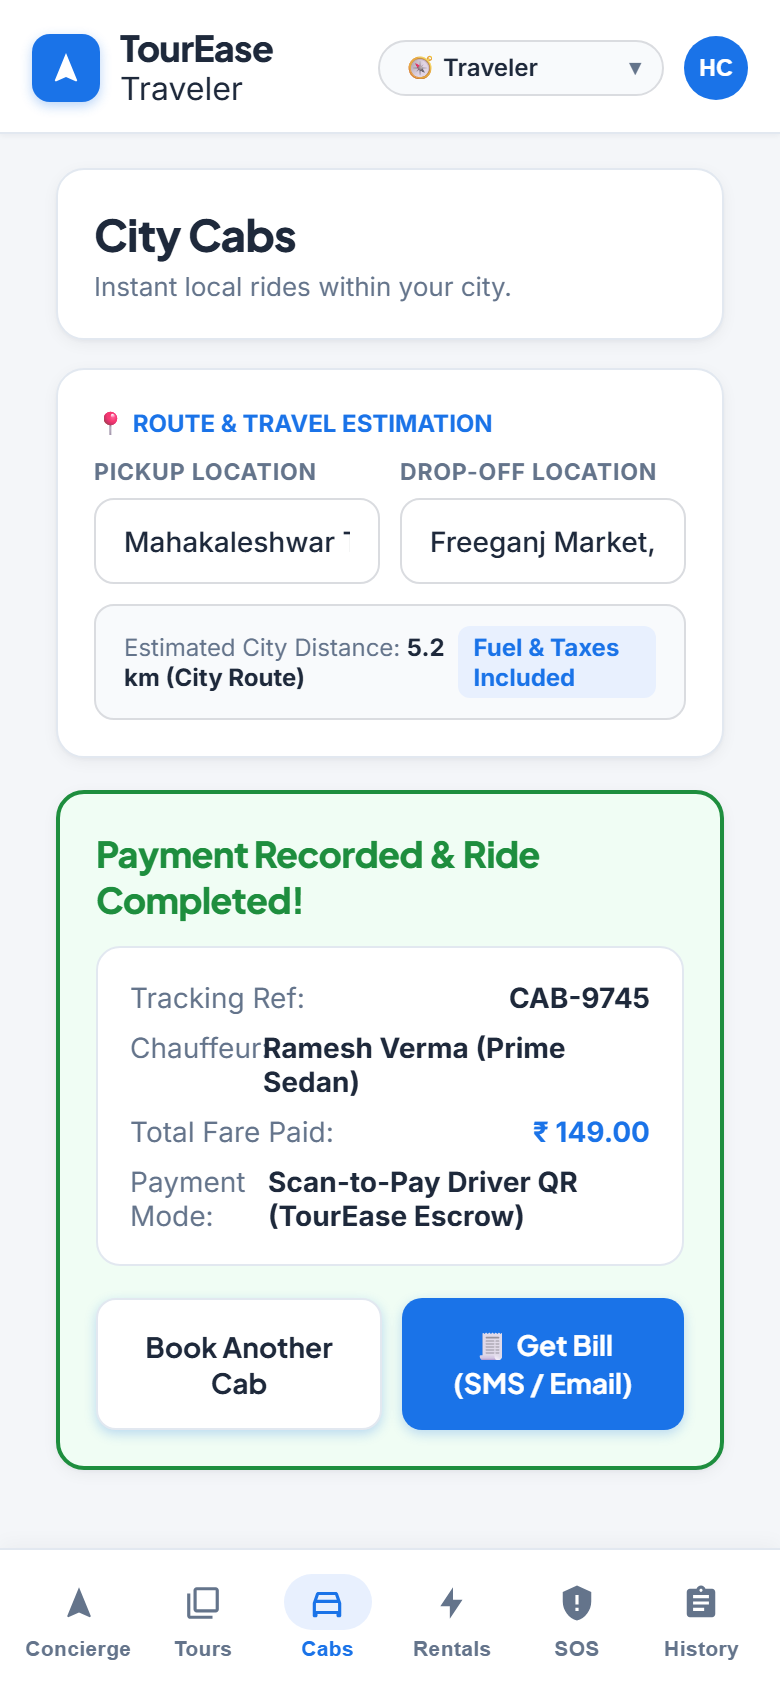 TourEase
Traveler
Traveler
HC
City Cabs
Instant local rides within your city.
ROUTE & TRAVEL ESTIMATION
PICKUP LOCATION
DROP-OFF LOCATION
Mahakaleshwar
Freeganj Market,
Estimated City Distance: 5.2
km (City Route)
Fuel & Taxes
Included
Payment Recorded & Ride
Completed!
Tracking Ref: CAB-9745
Chauffeur: Ramesh Verma (Prime
Sedan)
Total Fare Paid: ₹ 149.00
Payment
Mode:
Scan-to-Pay Driver QR
(TourEase Escrow)
Book Another
Cab
Get Bill
(SMS / Email)
Concierge
Tours
Cabs
Rentals
SOS
History